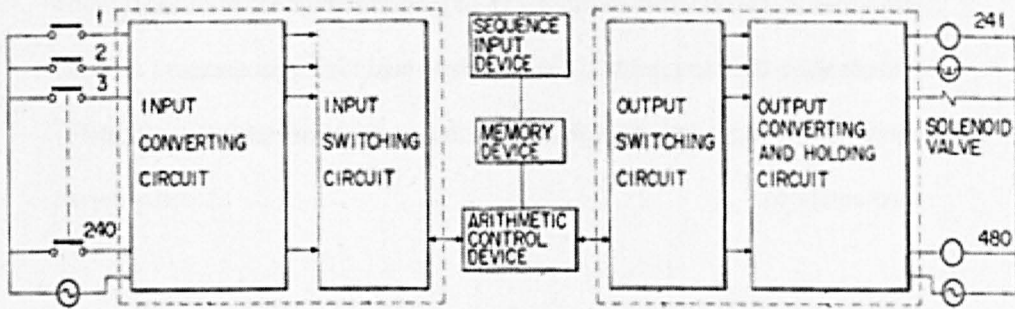 1
2
3
240
INPUT
CONVERTING
CIRCUIT
INPUT
SWITCHING
CIRCUIT
SEQUENCE
INPUT
DEVICE
MEMORY
DEVICE
ARITHMETIC
CONTROL
DEVICE
OUTPUT
SWITCHING
CIRCUIT
OUTPUT
CONVERTING
AND HOLDING
CIRCUIT
241
SOLENOID
VALVE
480